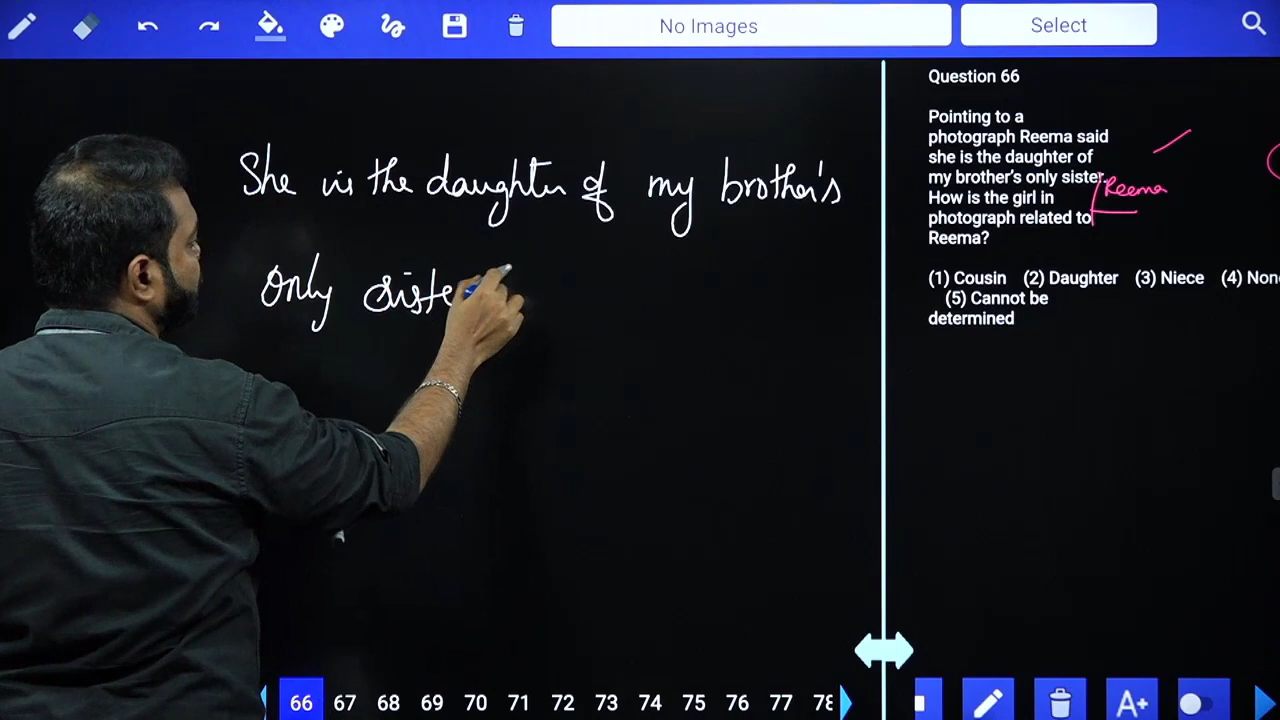 No Images
Select
Question 66
Pointing to a
photograph Reema said
she is the daughter of
my brother's only sister.
How is the girl in
photograph related to
Reema?
(1) Cousin (2) Daughter (3) Niece (4) Non
(5) Cannot be
determined
Reema
She is the daughter of my brother's
only siste
66 67 68 69 70 71 72 73 74 75 76 77 78
A+